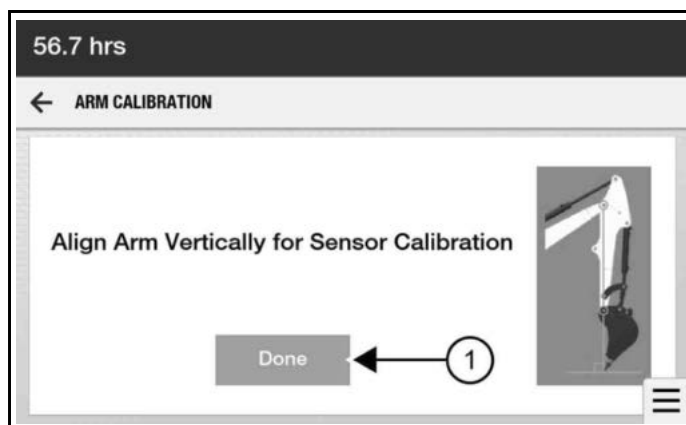 56.7 hrs
ARM CALIBRATION
Align Arm Vertically for Sensor Calibration
Done
1